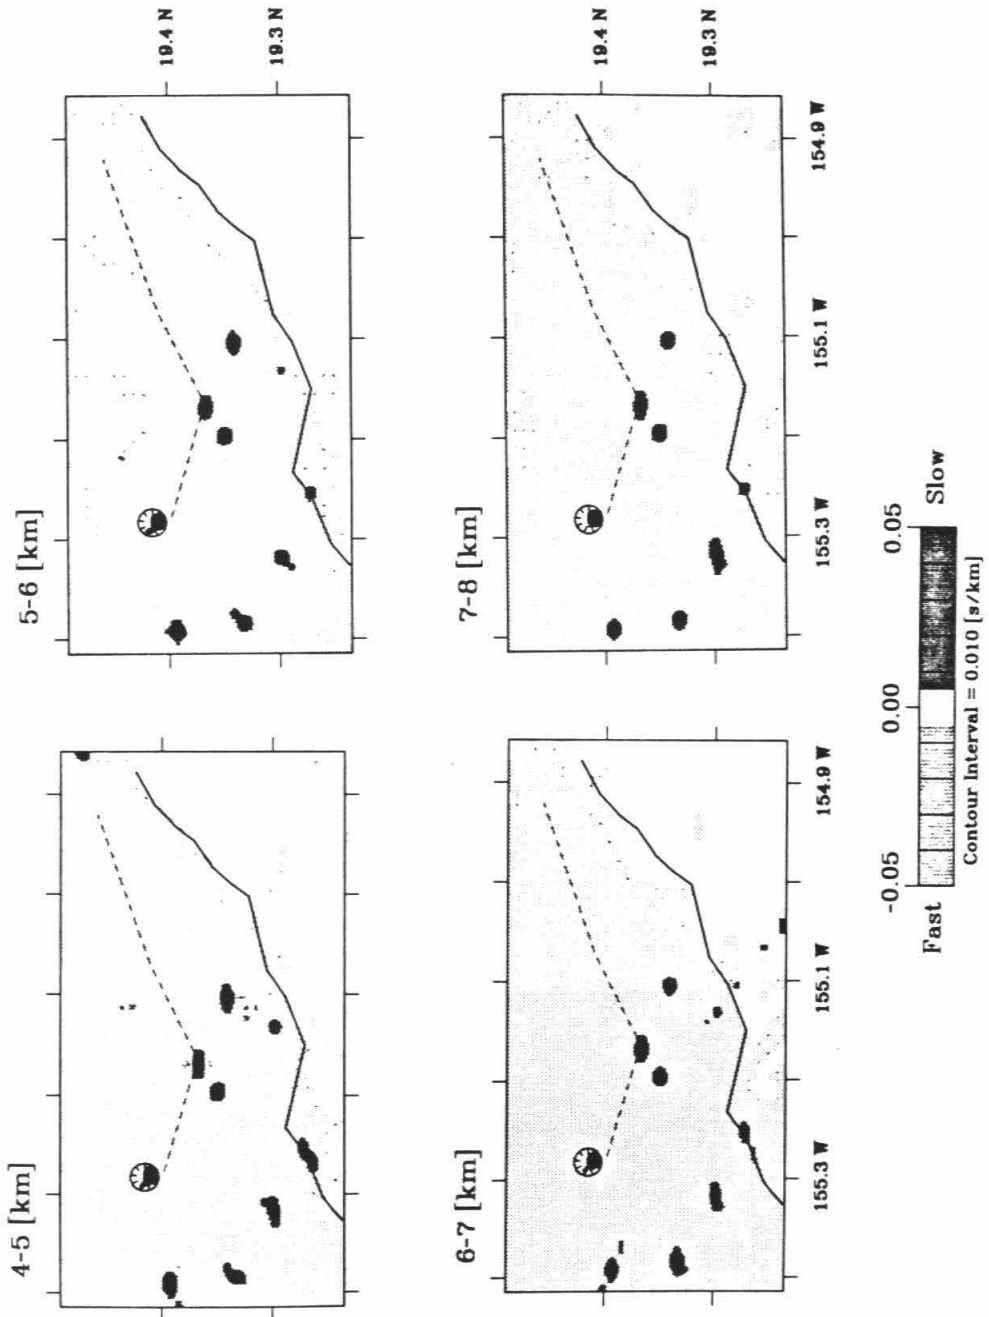 4-5 [km]
5-6 [km]
19.4 N
19.3 N
6-7 [km]
7-8 [km]
19.4 N
19.3 N
155.3 W
155.1 W
154.9 W
155.3 W
155.1 W
154.9 W
-0.05
0.00
0.05
Fast
Slow
Contour Interval = 0.010 [s/km]